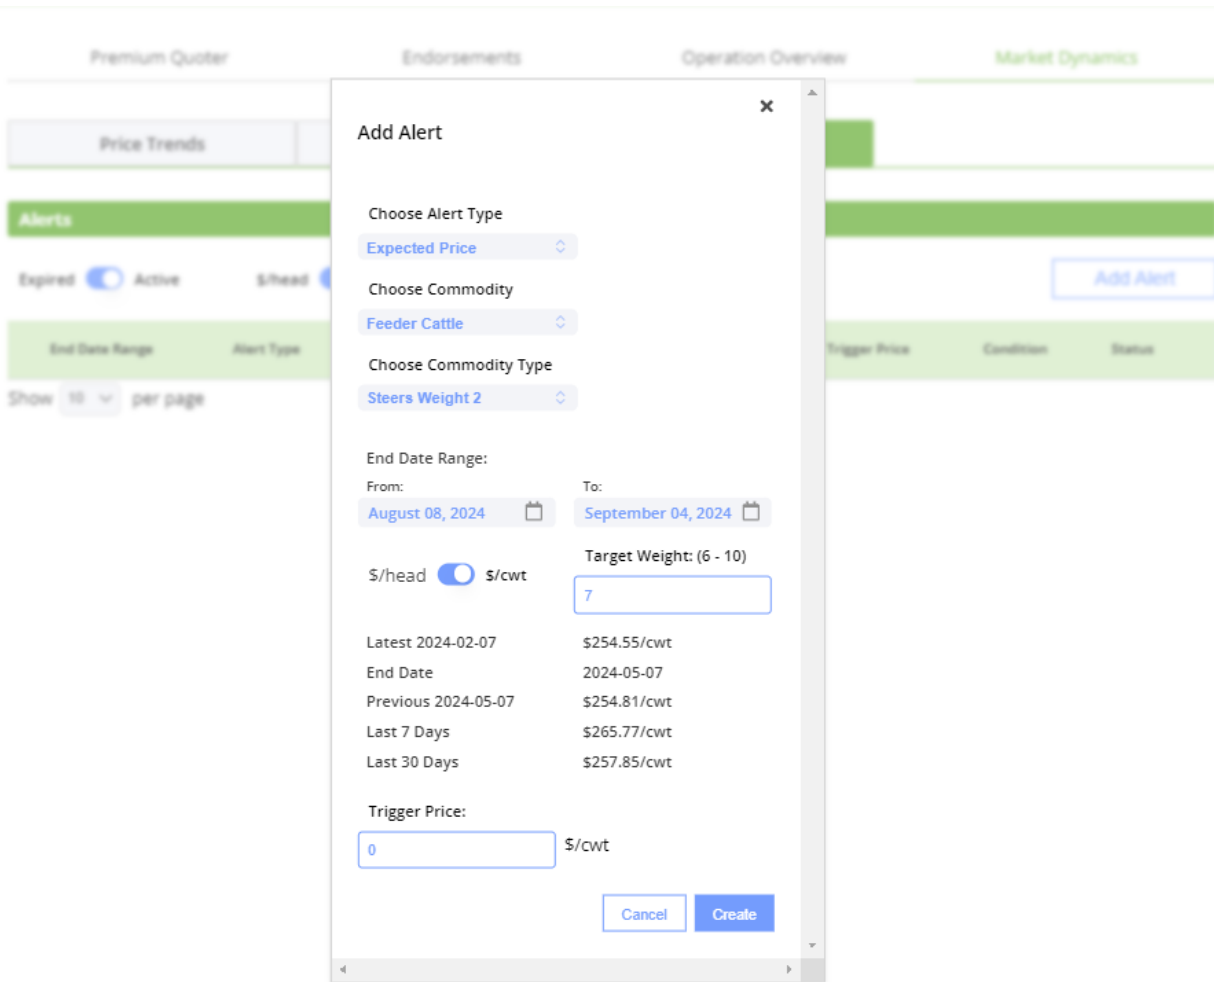 Premium Quoter Endorsements Operation Overview Market Dynamics
Price Trends
Add Alert
Alerts
Choose Alert Type
Expected Price
Expired Active $/head
Add Alert
Choose Commodity
Feeder Cattle
End Date Range Alert Type Trigger Price Condition Status
Choose Commodity Type
Show 10 per page
Steers Weight 2
End Date Range:
From: To:
August 08, 2024 September 04, 2024
$/head $/cwt Target Weight: (6 - 10)
7
Latest 2024-02-07 $254.55/cwt
End Date 2024-05-07
Previous 2024-05-07 $254.81/cwt
Last 7 Days $265.77/cwt
Last 30 Days $257.85/cwt
Trigger Price:
0 $/cwt
Cancel Create